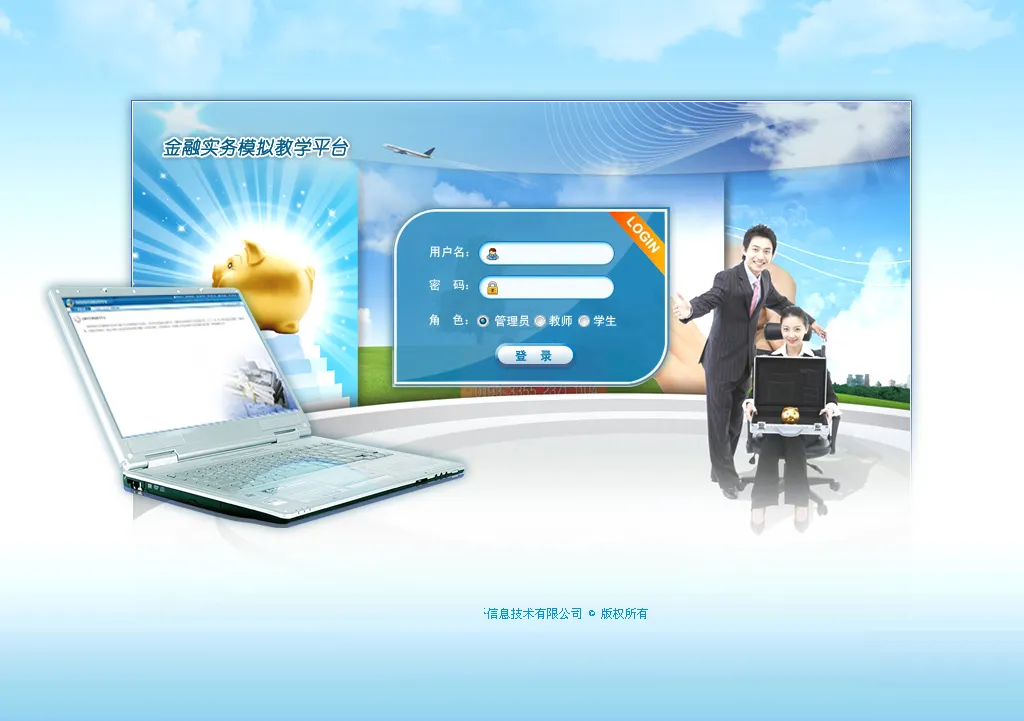 金融实务模拟教学平台
LOGIN
用户名：
密 码：
角 色： 管理员 教师 学生
登 录
信息技术有限公司 © 版权所有